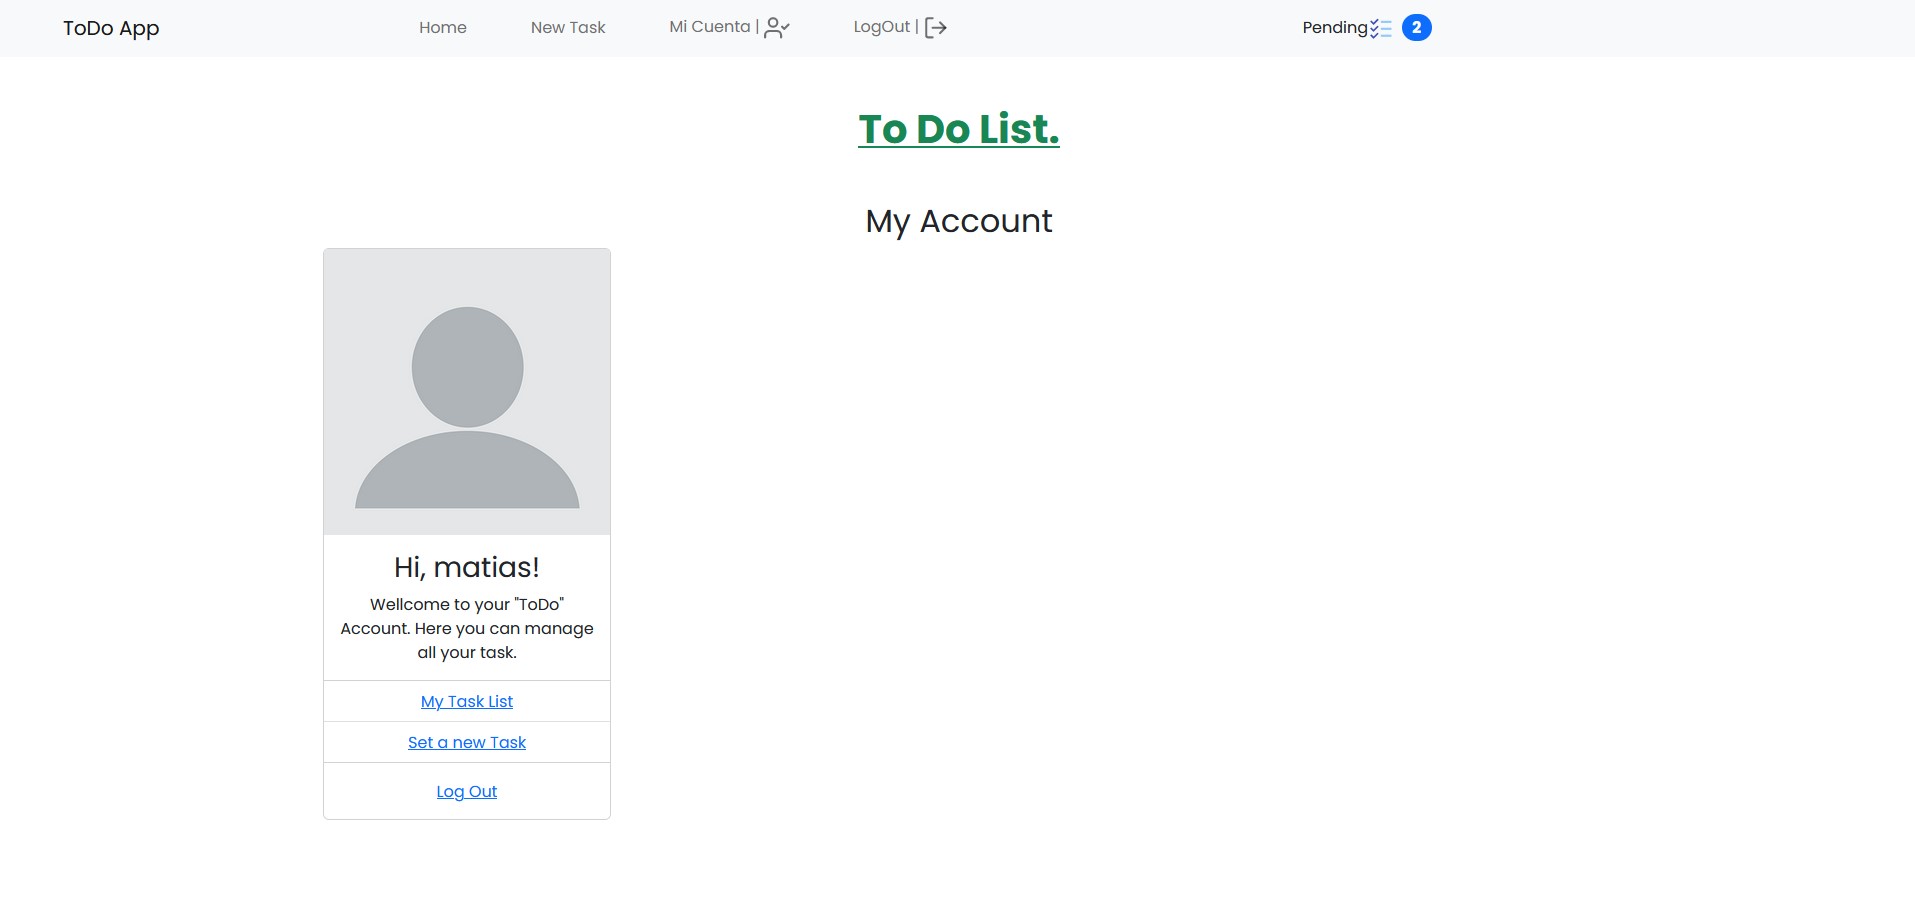 ToDo App
Home
New Task
Mi Cuenta |
LogOut |
Pending
2
To Do List.
My Account
Hi, matias!
Wellcome to your "ToDo"
Account. Here you can manage
all your task.
My Task List
Set a new Task
Log Out